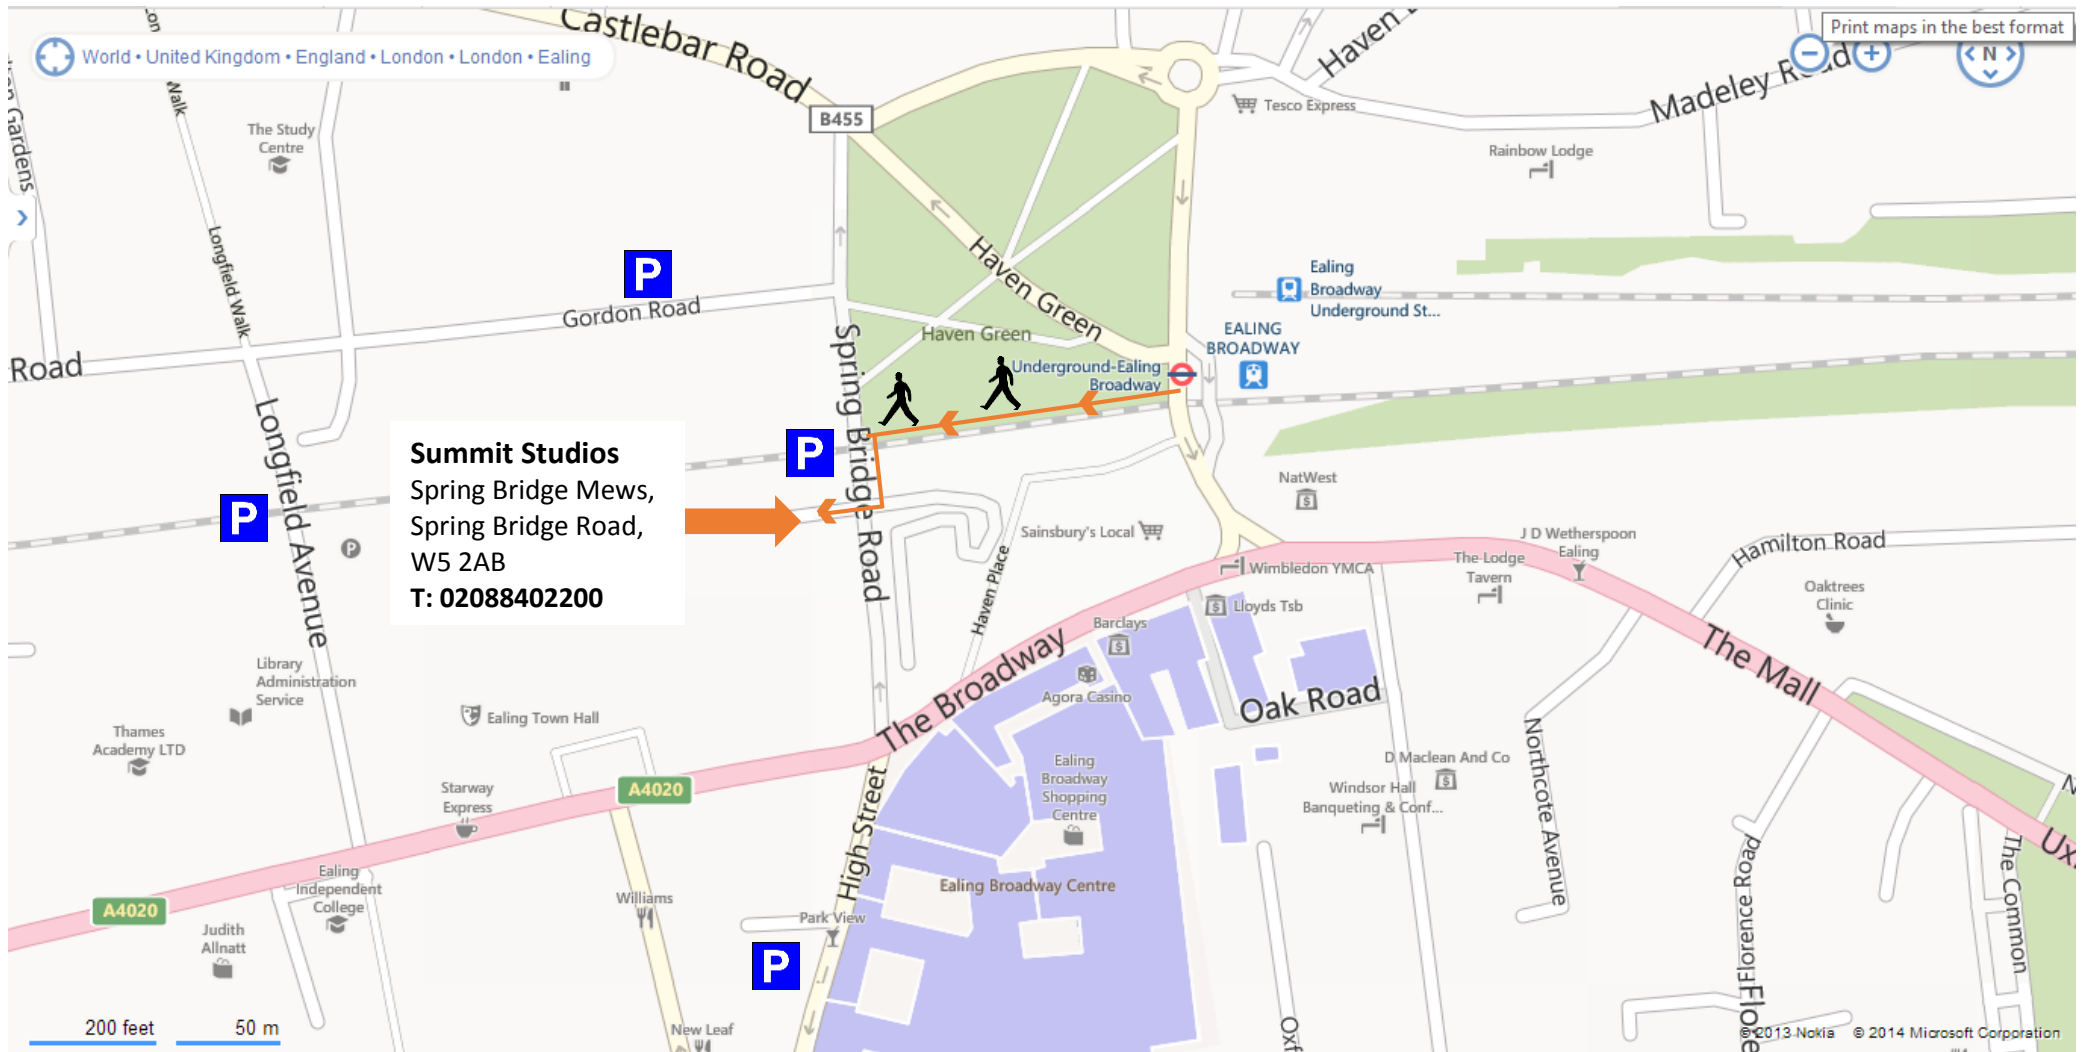 Print maps in the best format
World • United Kingdom • England • London • London • Ealing
Castlebar Road
Haven
Madeley Road
N
B455
Tesco Express
Rainbow Lodge
The Study
Centre
Gardens
Walk
Longfield Walk
P
Gordon Road
Haven Green
Haven Green
Ealing
Broadway
Underground St...
EALING
BROADWAY
Underground-Ealing
Broadway
Road
Spring Bridge Road
Longfield Avenue
P
P
P
Summit Studios
Spring Bridge Mews,
Spring Bridge Road,
W5 2AB
T: 02088402200
NatWest
Sainsbury's Local
J D Wetherspoon
Ealing
Hamilton Road
The Lodge
Tavern
Wimbledon YMCA
Oaktrees
Clinic
Haven Place
Lloyds Tsb
Barclays
The Broadway
The Mall
Agora Casino
Oak Road
Library
Administration
Service
Ealing Town Hall
Thames
Academy LTD
Starway
Express
A4020
High Street
Ealing
Broadway
Shopping
Centre
D Maclean And Co
Windsor Hall
Banqueting & Conf...
Northcote Avenue
Florence Road
The Common
Ux
Ealing
Independent
College
A4020
Judith
Allnatt
Williams
Park View
Ealing Broadway Centre
P
New Leaf
Oxf
Flo
200 feet
50 m
© 2013 Nokia © 2014 Microsoft Corporation